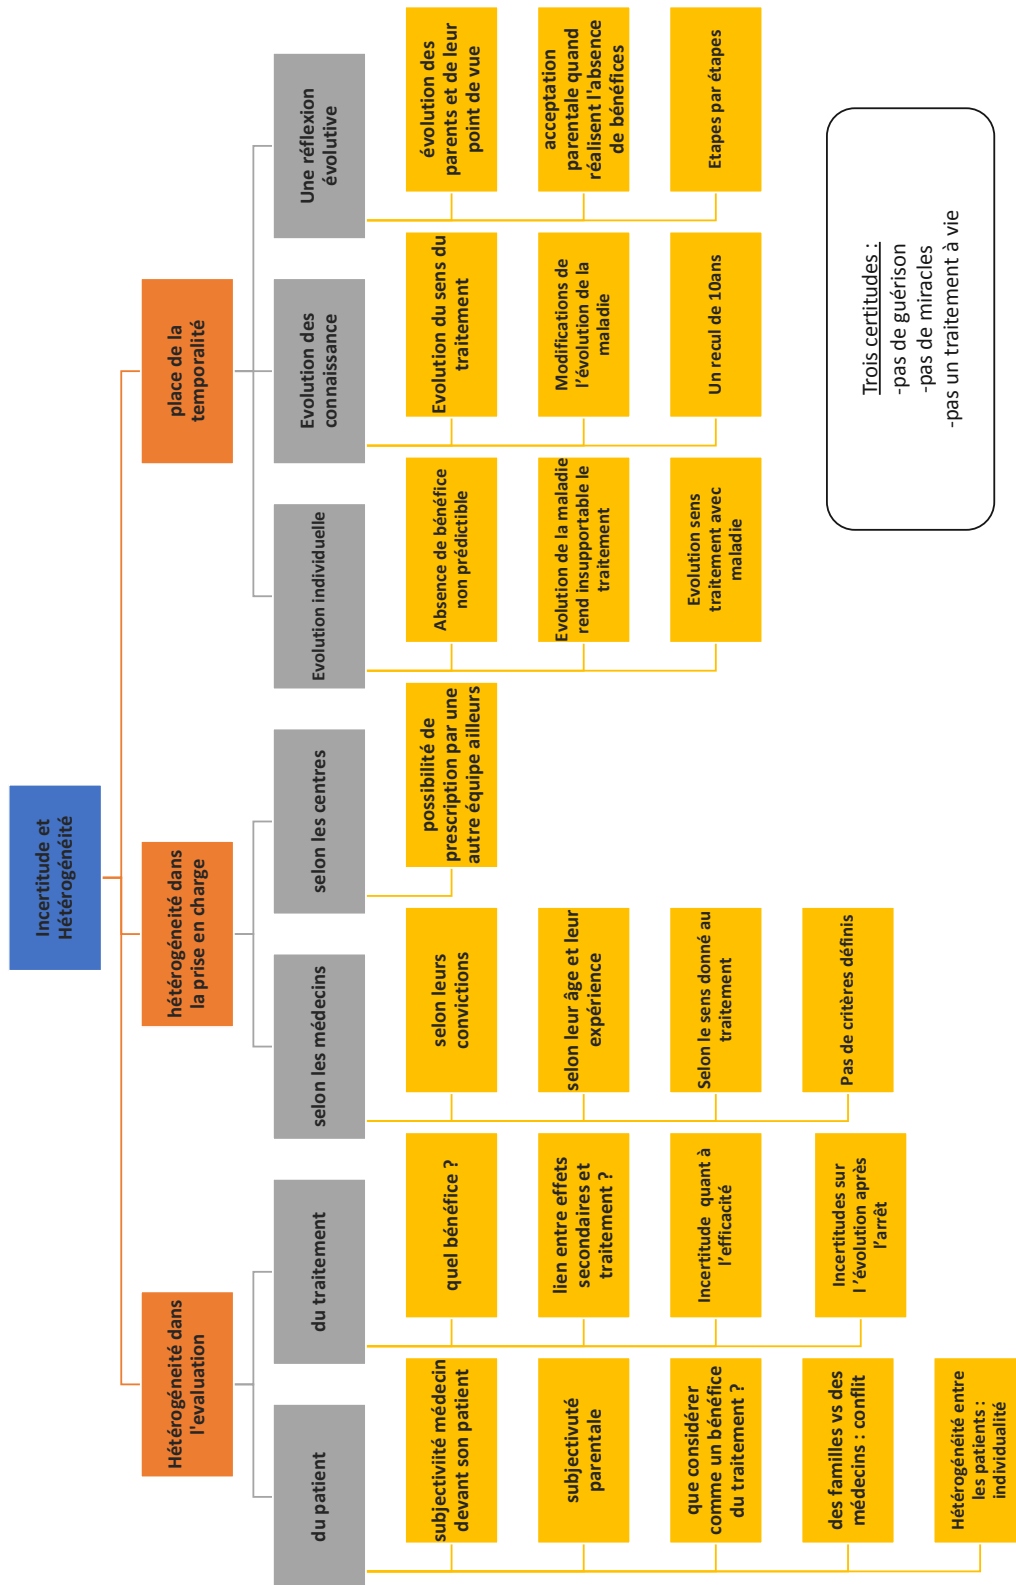 Incertitude et
Hétérogénéité
Hétérogéneité dans
l'evaluation
hétérogéneité dans
la prise en charge
place de la
temporalité
du patient
subjectiviité médecin
devant son patient
subjectivuté
parentale
que considérer
comme un bénéfice
du traitement ?
des familles vs des
médecins : conflit
Hétérogénéité entre
les patients :
individualité
du traitement
quel bénéfice ?
lien entre effets
secondaires et
traitement ?
Incertitude quant à
l’efficacité
Incertitudes sur
l ’évolution après
l’arrêt
selon les médecins
selon leurs
convictions
selon leur âge et leur
expérience
Selon le sens donné au
traitement
Pas de critères définis
selon les centres
possibilité de
prescription par une
autre équipe ailleurs
Evolution individuelle
Absence de bénéfice
non prédictible
Evolution de la maladie
rend insupportable le
traitement
Evolution sens
traitement avec
maladie
Evolution des
connaissance
Evolution du sens du
traitement
Modifications de
l’évolution de la
maladie
Un recul de 10ans
Une réflexion
évolutive
évolution des
parents et de leur
point de vue
acceptation
parentale quand
réalisent l'absence
de bénéfices
Etapes par étapes
Trois certitudes :
-pas de guérison
-pas de miracles
-pas un traitement à vie